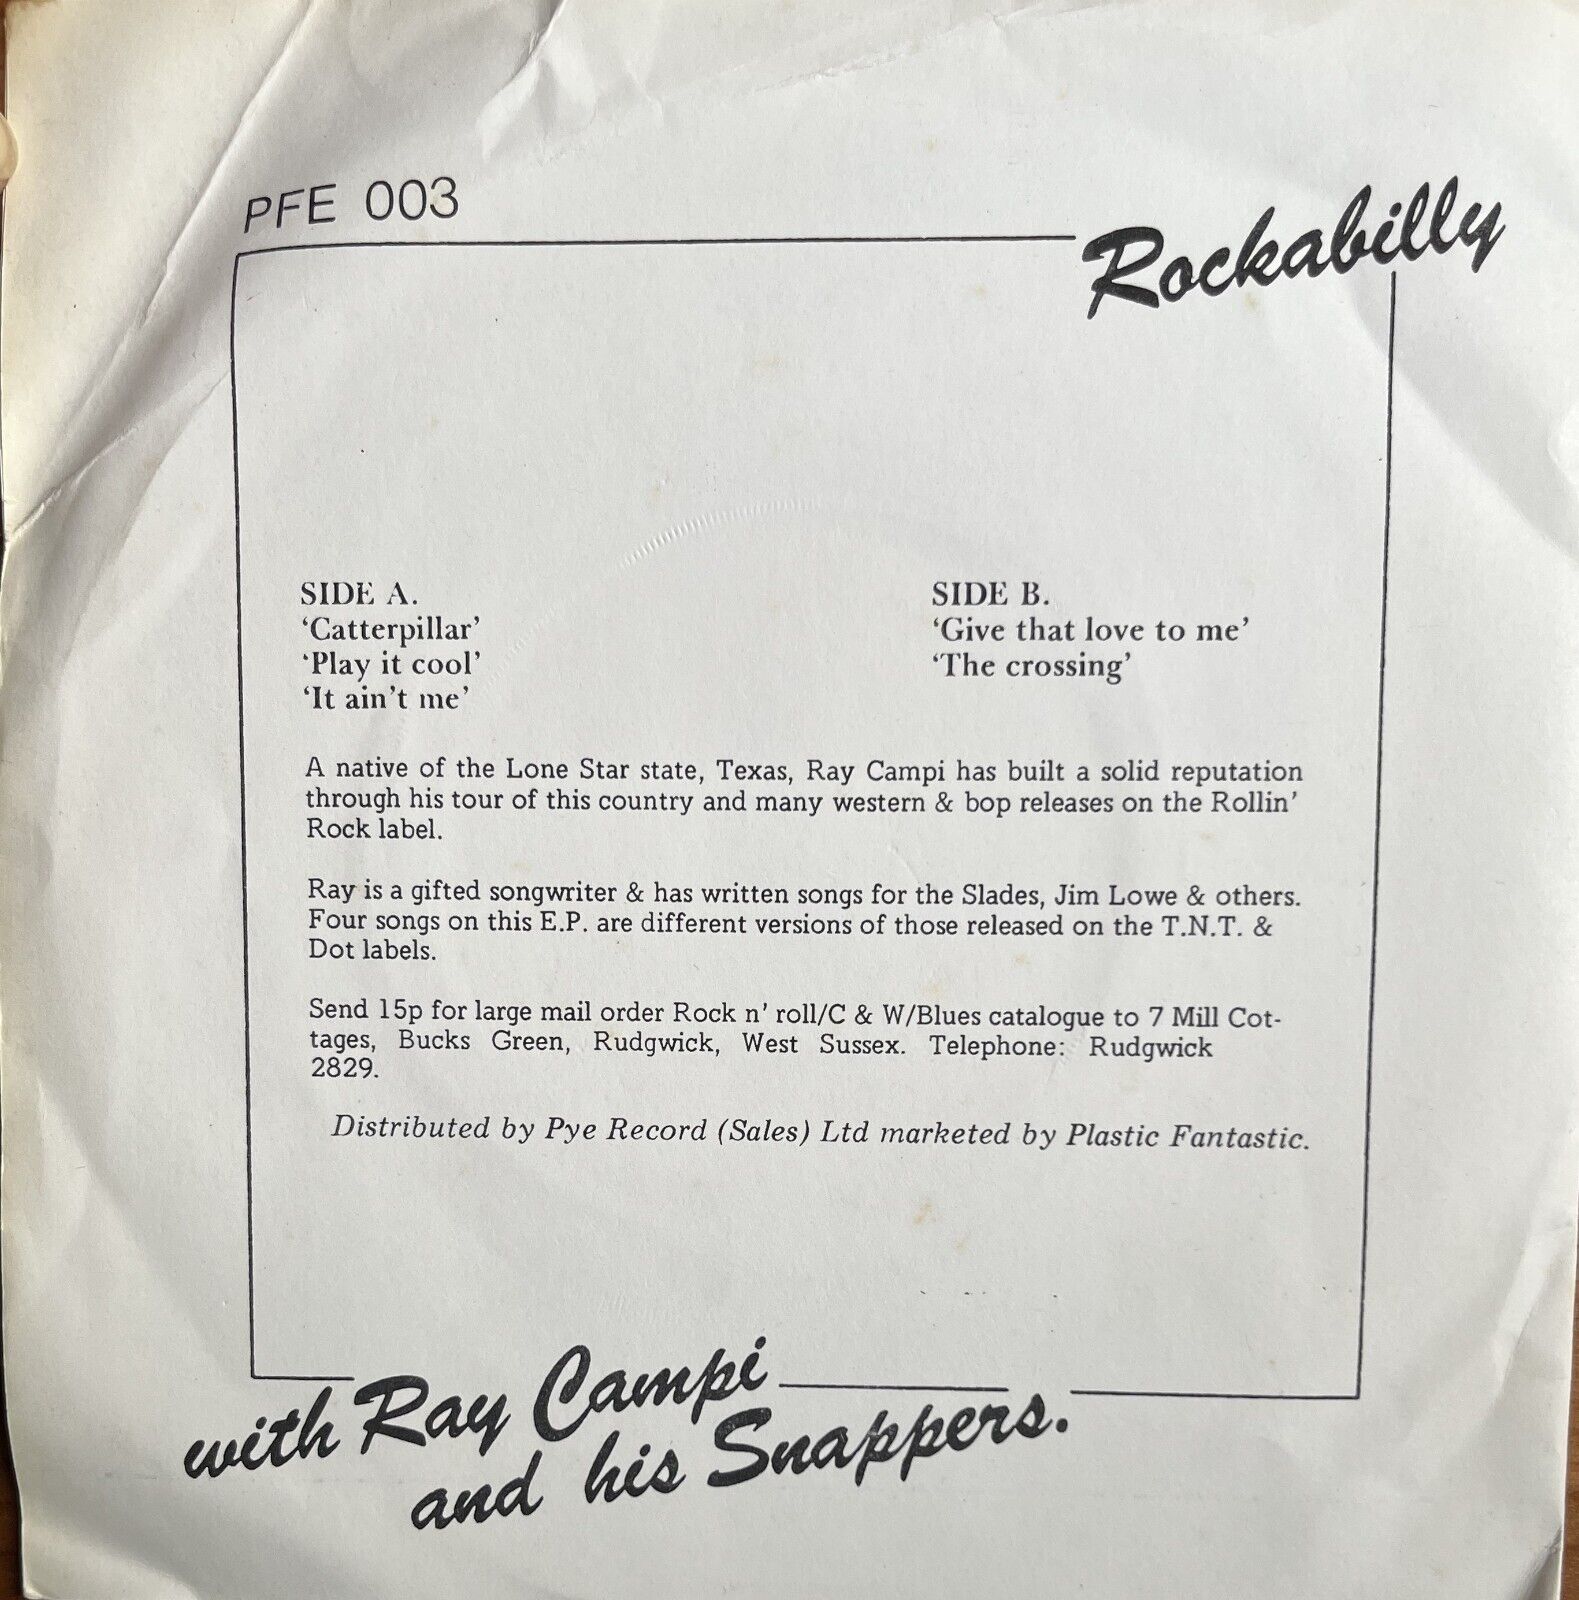 PFE 003
Rockabilly
SIDE A.
‘Catterpillar’
‘Play it cool’
‘It ain’t me’
SIDE B.
‘Give that love to me’
‘The crossing’
A native of the Lone Star state, Texas, Ray Campi has built a solid reputation
through his tour of this country and many western & bop releases on the Rollin’
Rock label.
Ray is a gifted songwriter & has written songs for the Slades, Jim Lowe & others.
Four songs on this E.P. are different versions of those released on the T.N.T. &
Dot labels.
Send 15p for large mail order Rock n’ roll/C & W/Blues catalogue to 7 Mill Cot-
tages, Bucks Green, Rudgwick, West Sussex. Telephone: Rudgwick
2829.
Distributed by Pye Record (Sales) Ltd marketed by Plastic Fantastic.
with Ray Campi
and his Snappers.